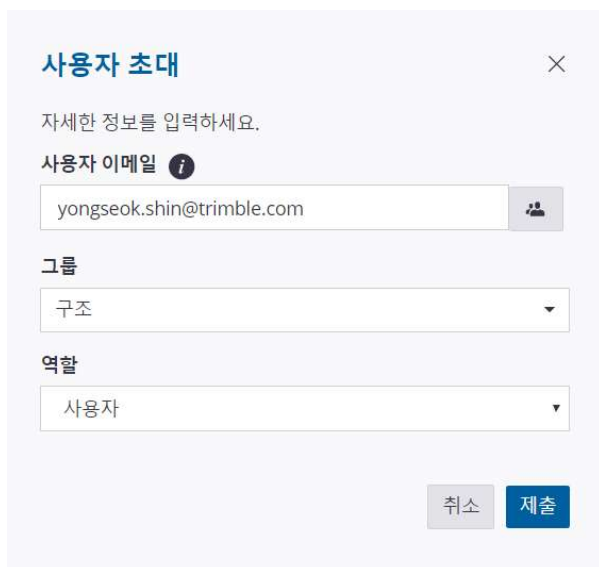 사용자 초대
자세한 정보를 입력하세요.
사용자 이메일 i
yongseok.shin@trimble.com
그룹
구조
역할
사용자
취소 제출